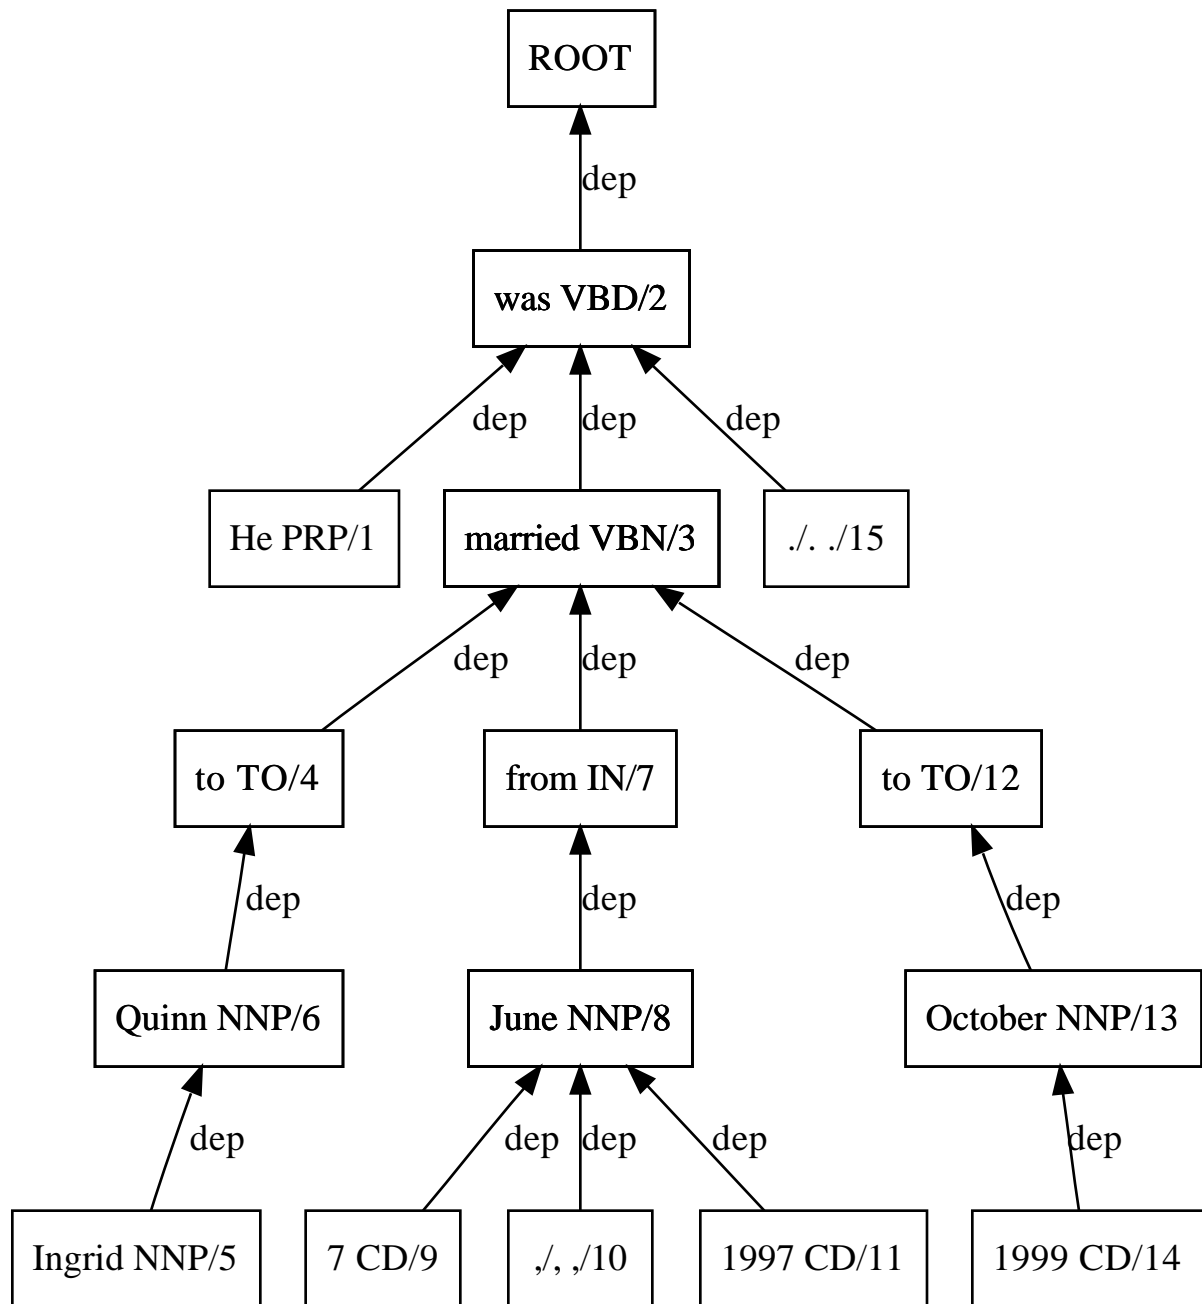 ROOT
dep
was VBD/2
dep dep dep
He PRP/1 married VBN/3 ./. ./15
dep dep dep
to TO/4 from IN/7 to TO/12
dep dep dep
Quinn NNP/6 June NNP/8 October NNP/13
dep dep dep dep dep
Ingrid NNP/5 7 CD/9 ,/, ,/10 1997 CD/11 1999 CD/14